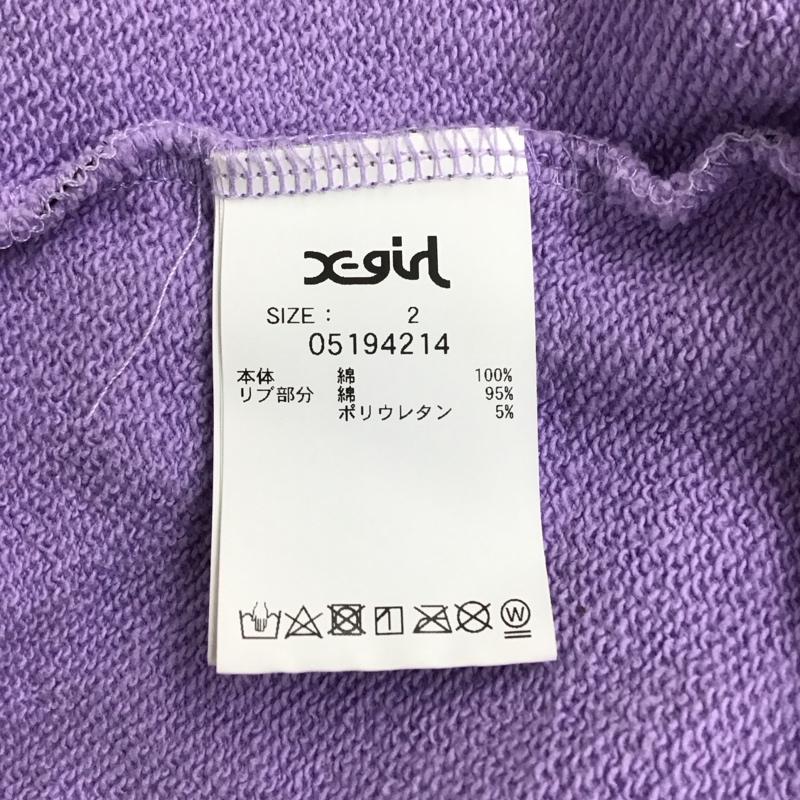 X-girl
SIZE : 2
05194214
本体 綿 100%
リブ部分 綿 95%
ポリウレタン 5%
W